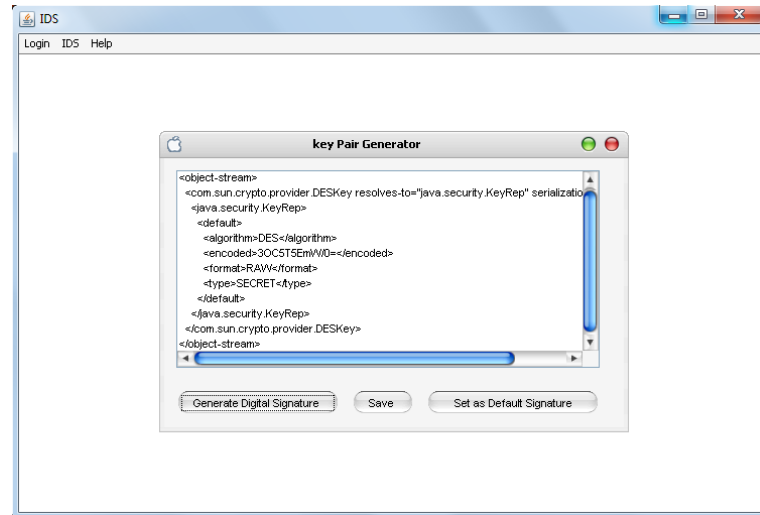 IDS
Login IDS Help
key Pair Generator
<object-stream>
<com.sun.crypto.provider.DESKey resolves-to="java.security.KeyRep" serializatio
<java.security.KeyRep>
<default>
<algorithm>DES</algorithm>
<encoded>3OC5T5EmW/0=</encoded>
<format>RAW</format>
<type>SECRET</type>
</default>
</java.security.KeyRep>
</com.sun.crypto.provider.DESKey>
</object-stream>
Generate Digital Signature Save Set as Default Signature